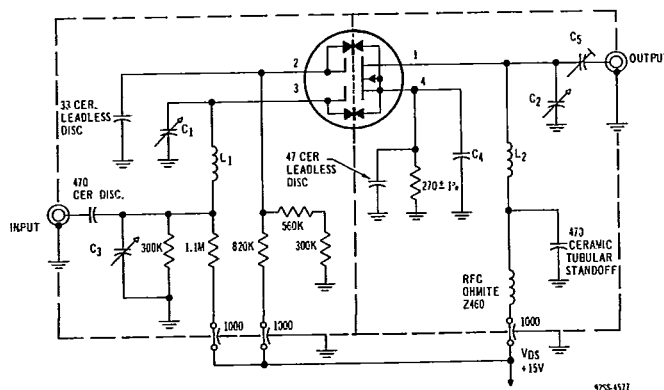 C5
OUTPUT
2
1
3
4
33 CER.
LEADLESS
DISC
C1
C2
L1
47 CER
LEADLESS
DISC
C4
L2
270 ± 1%
470
CER DISC.
INPUT
C3
300K
1.1M
820K
560K
300K
470
CERAMIC
TUBULAR
STANDOFF
RFC
OHMITE
Z460
1000
1000
1000
VDS
+15V
92SS-4577